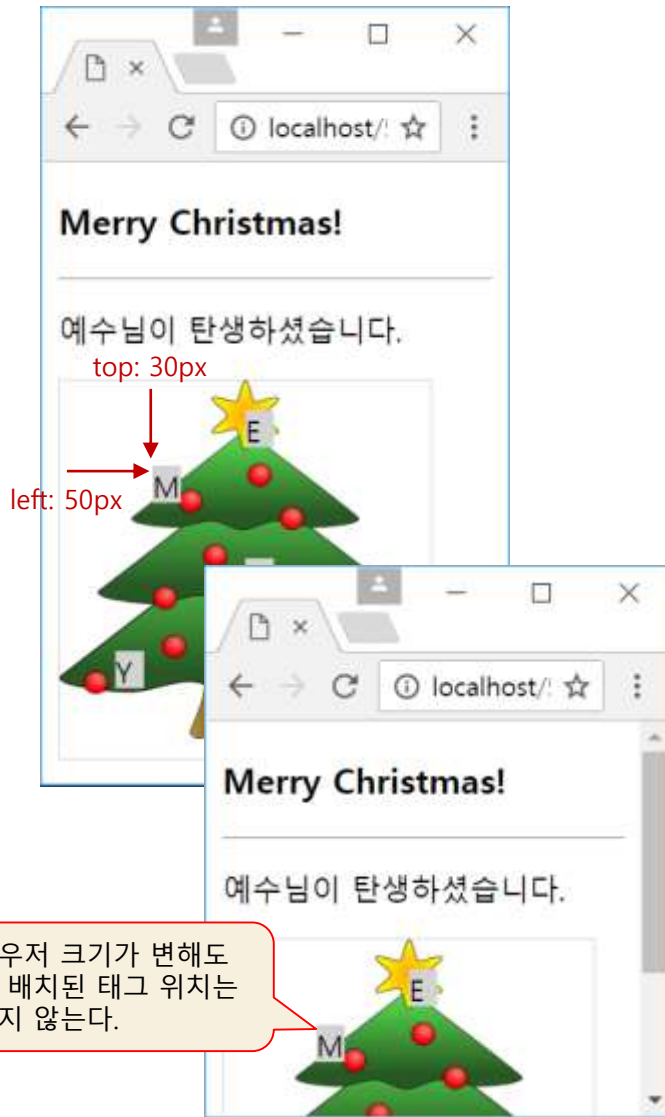 localhost/
Merry Christmas!
예수님이 탄생하셨습니다.
top: 30px
E
M
left: 50px
Y
localhost/
Merry Christmas!
예수님이 탄생하셨습니다.
E
M
우저 크기가 변해도
배치된 태그 위치는
지 않는다.